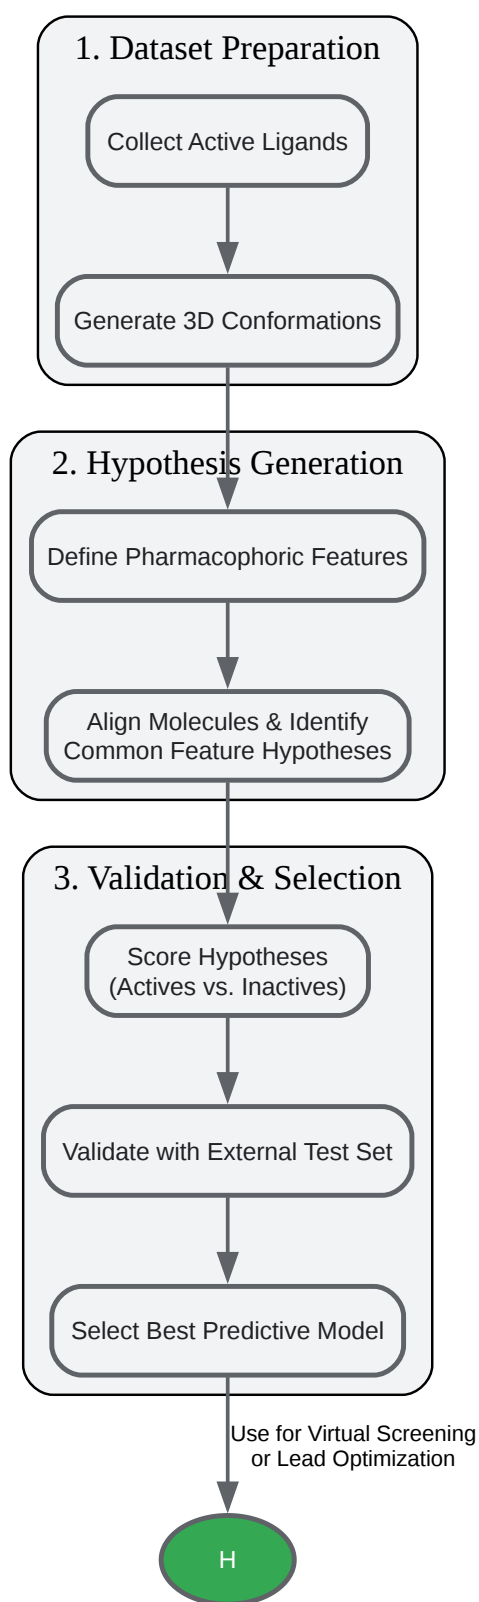 1. Dataset Preparation
Collect Active Ligands
Generate 3D Conformations
2. Hypothesis Generation
Define Pharmacophoric Features
Align Molecules & Identify
Common Feature Hypotheses
3. Validation & Selection
Score Hypotheses
(Actives vs. Inactives)
Validate with External Test Set
Select Best Predictive Model
Use for Virtual Screening
or Lead Optimization
H